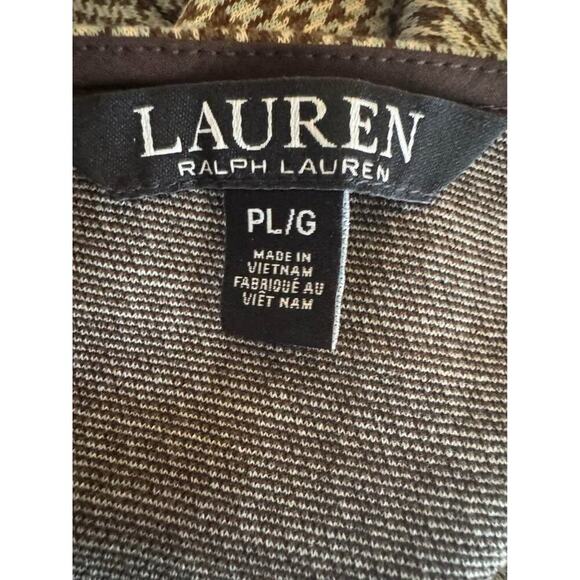 LAUREN
RALPH LAUREN
PL/G
MADE IN
VIETNAM
FABRIQUÉ AU
VIÊT NAM